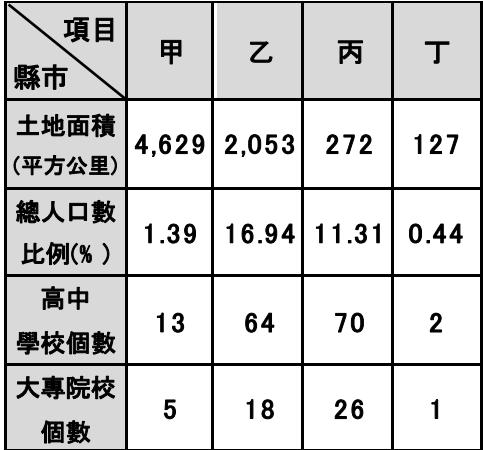 項目
縣市
甲 乙 丙 丁
土地面積
(平方公里)
4,629 2,053 272 127
總人口數
比例(% )
1.39 16.94 11.31 0.44
高中
學校個數
13 64 70 2
大專院校
個數
5 18 26 1